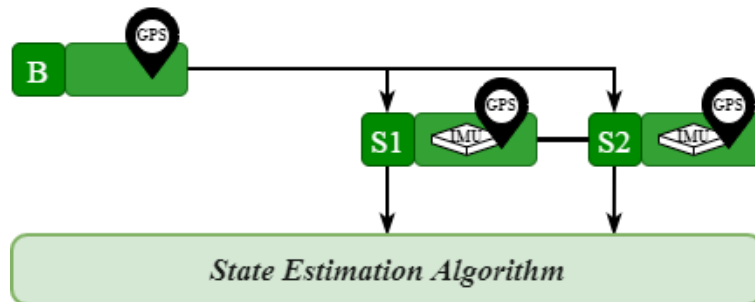 GPS
B
GPS
GPS
S1
IMU
S2
IMU
State Estimation Algorithm